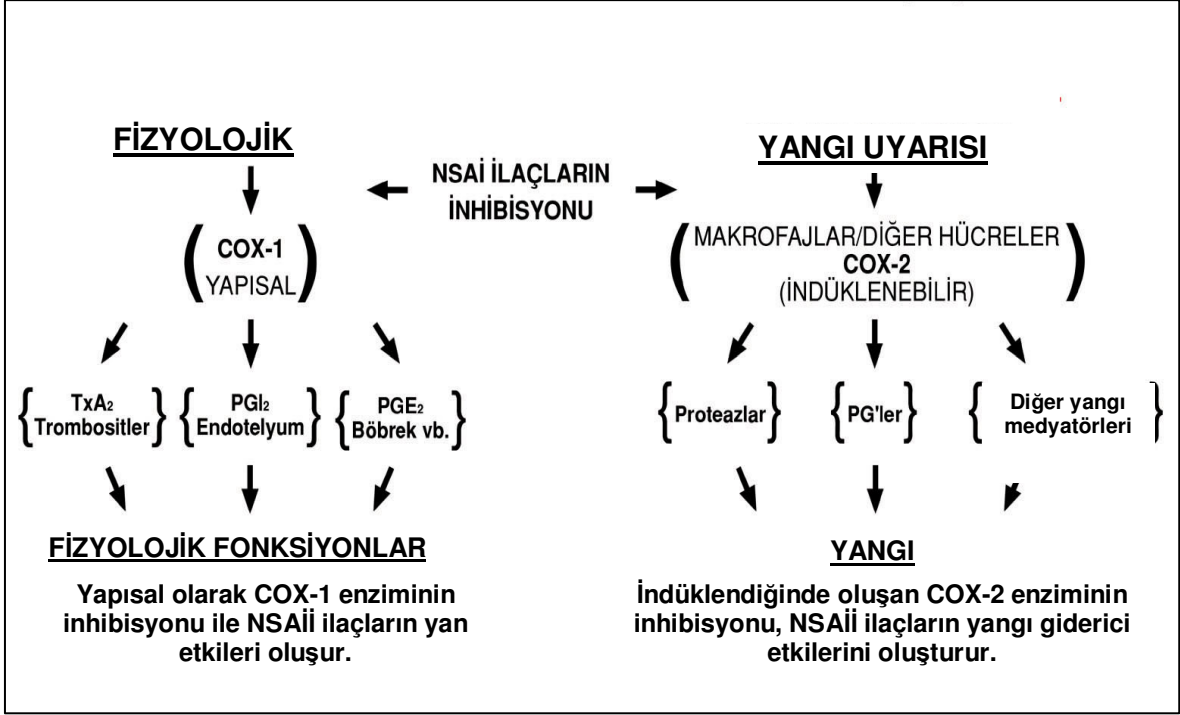 FİZYOLOJİK
NSAİ İLAÇLARIN
İNHİBİSYONU
YANGI UYARISI
COX-1
YAPISAL
MAKROFAJLAR/DİĞER HÜCRELER
COX-2
(İNDÜKLENEBİLİR)
TxA₂
Trombositler
PGI₂
Endotelyum
PGE₂
Böbrek vb.
Proteazlar
PG'ler
Diğer yangı
medyatörleri
FİZYOLOJİK FONKSİYONLAR
Yapısal olarak COX-1 enziminin
inhibisyonu ile NSAİİ ilaçların yan
etkileri oluşur.
YANGI
İndüklendiğinde oluşan COX-2 enziminin
inhibisyonu, NSAİİ ilaçların yangı giderici
etkilerini oluşturur.